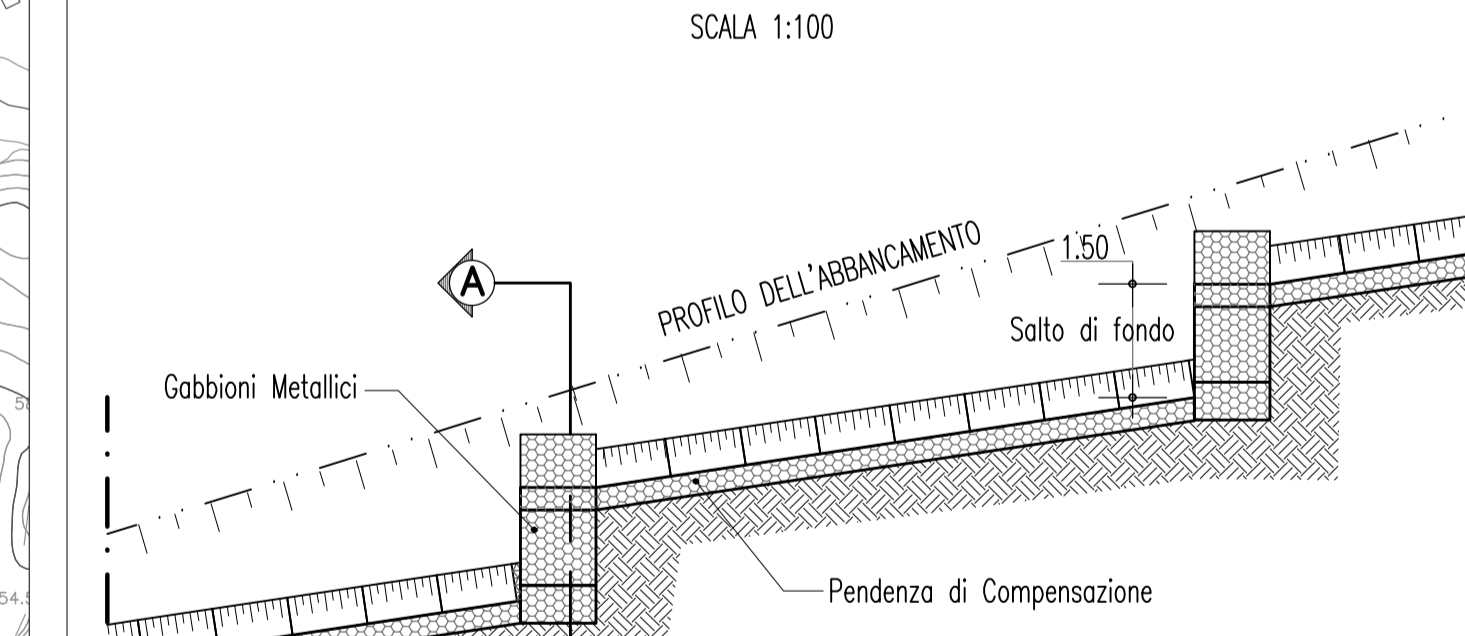 SCALA 1:100
PROFILO DELL'ABBANCAMENTO
1.50
A
Salto di fondo
Gabbioni Metallici
Pendenza di Compensazione